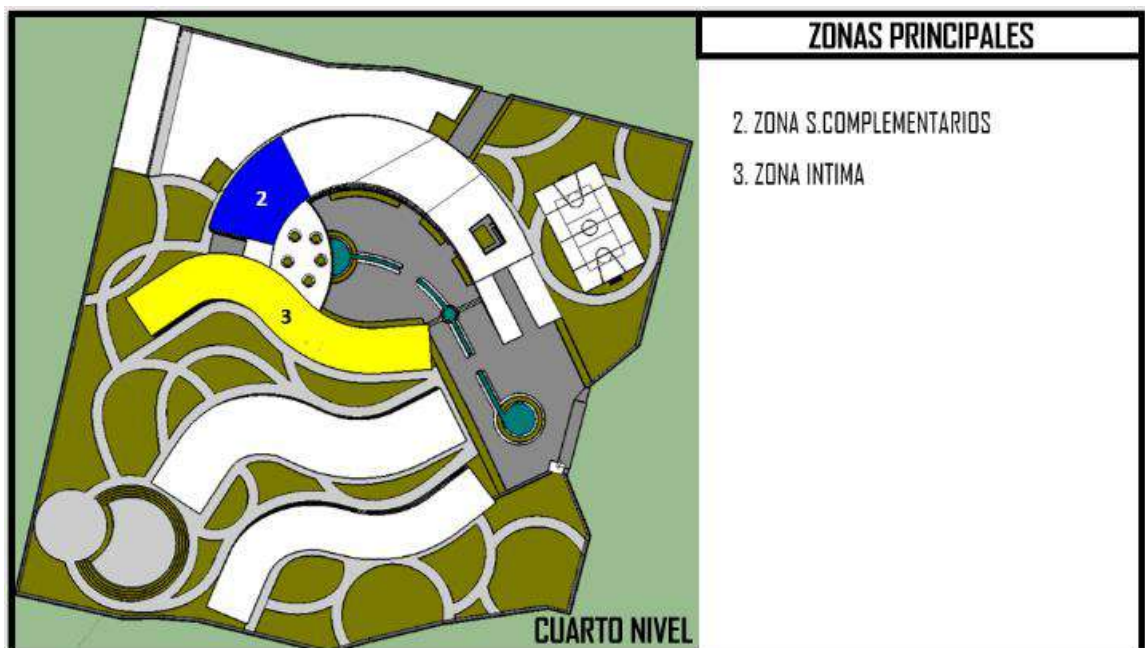 ZONAS PRINCIPALES
2. ZONA S.COMPLEMENTARIOS
3. ZONA INTIMA
2
3
CUARTO NIVEL